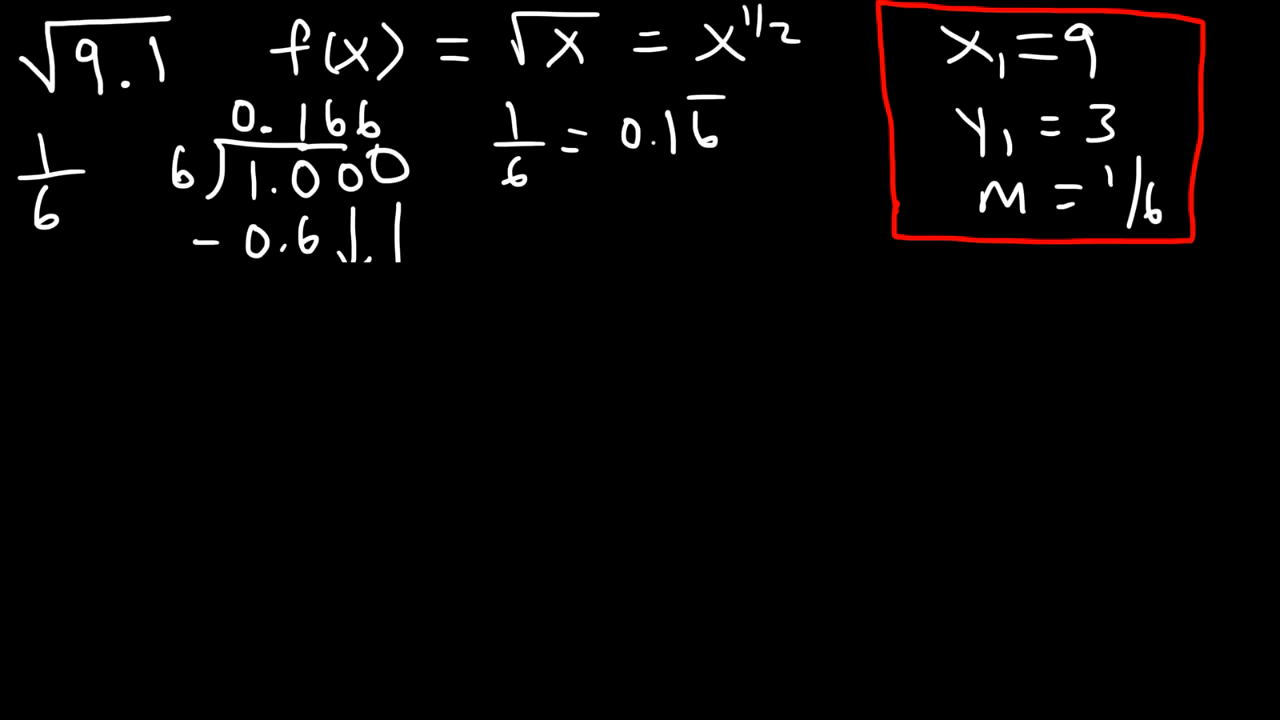 √9.1 f(x) = √x = x^1/2
1/6
0.166
6)1.000
- 0.6
1/6 = 0.16̅
x₁ = 9
y₁ = 3
m = 1/6